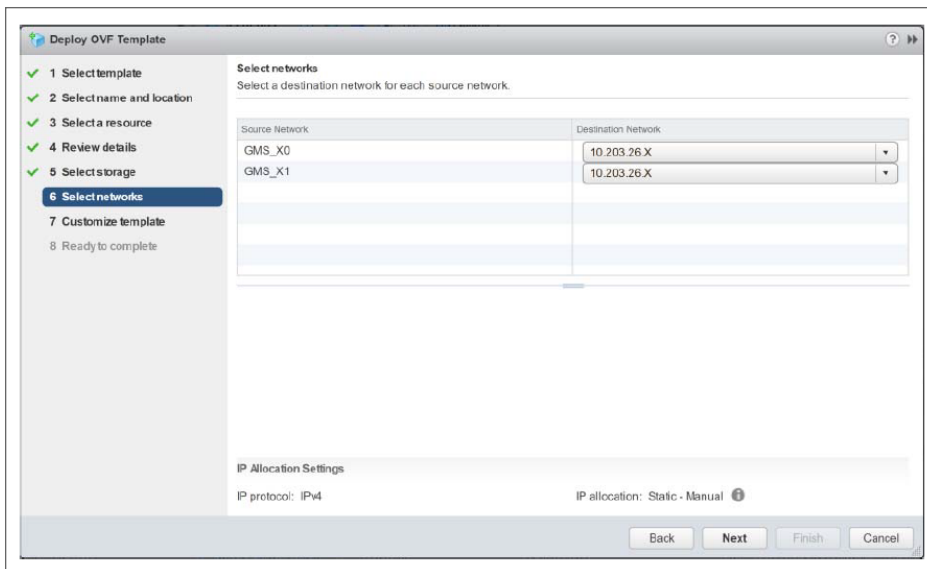 Deploy OVF Template
1 Select template
2 Select name and location
3 Select a resource
4 Review details
5 Select storage
6 Select networks
7 Customize template
8 Ready to complete
Select networks
Select a destination network for each source network.
Source Network Destination Network
GMS_X0 10.203.26.X
GMS_X1 10.203.26.X
IP Allocation Settings
IP protocol: IPv4 IP allocation: Static - Manual
Back Next Finish Cancel